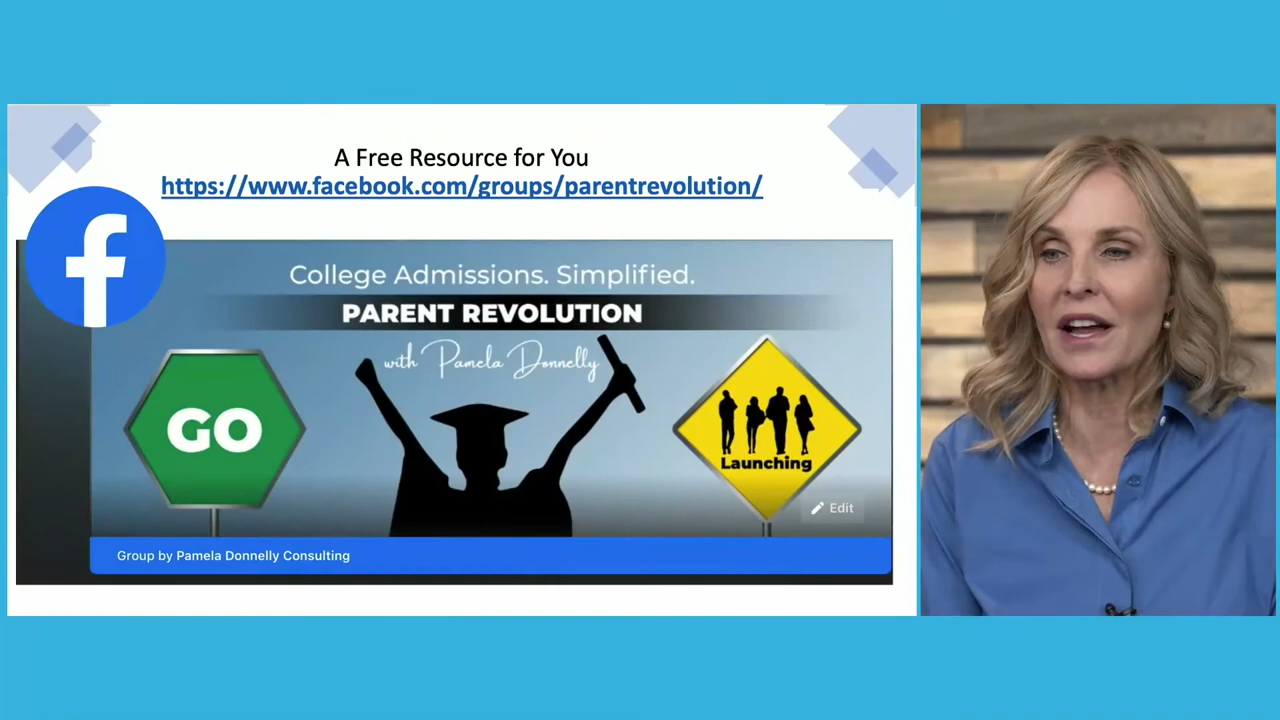 A Free Resource for You
https://www.facebook.com/groups/parentrevolution/
College Admissions. Simplified.
PARENT REVOLUTION
with Pamela Donnelly
GO
Launching
Edit
Group by Pamela Donnelly Consulting